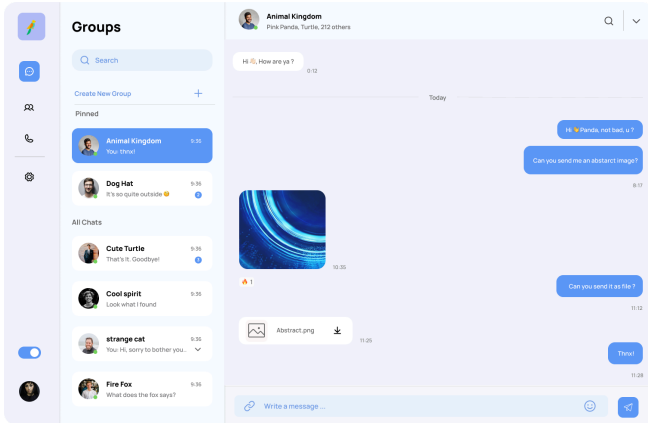 Groups
Search
Create New Group
Pinned
Animal Kingdom 9:36
You: thnx!
Dog Hat 9:36
It's so quite outside 😊
1
All Chats
Cute Turtle 9:36
That's It. Goodbye!
1
Cool spirit 9:36
Look what I found
strange cat 9:36
You: Hi, sorry to bother you..
Fire Fox 9:36
What does the fox says?
Animal Kingdom
Pink Panda, Turtle, 212 others
Hi 👋🏻, How are ya ?
0:12
Today
Hi 👋Panda, not bad, u ?
Can you send me an abstarct image?
8:17
10:35
🔥 1
Can you send it as file ?
11:12
Abstract.png
11:25
Thnx!
11:28
Write a message ...